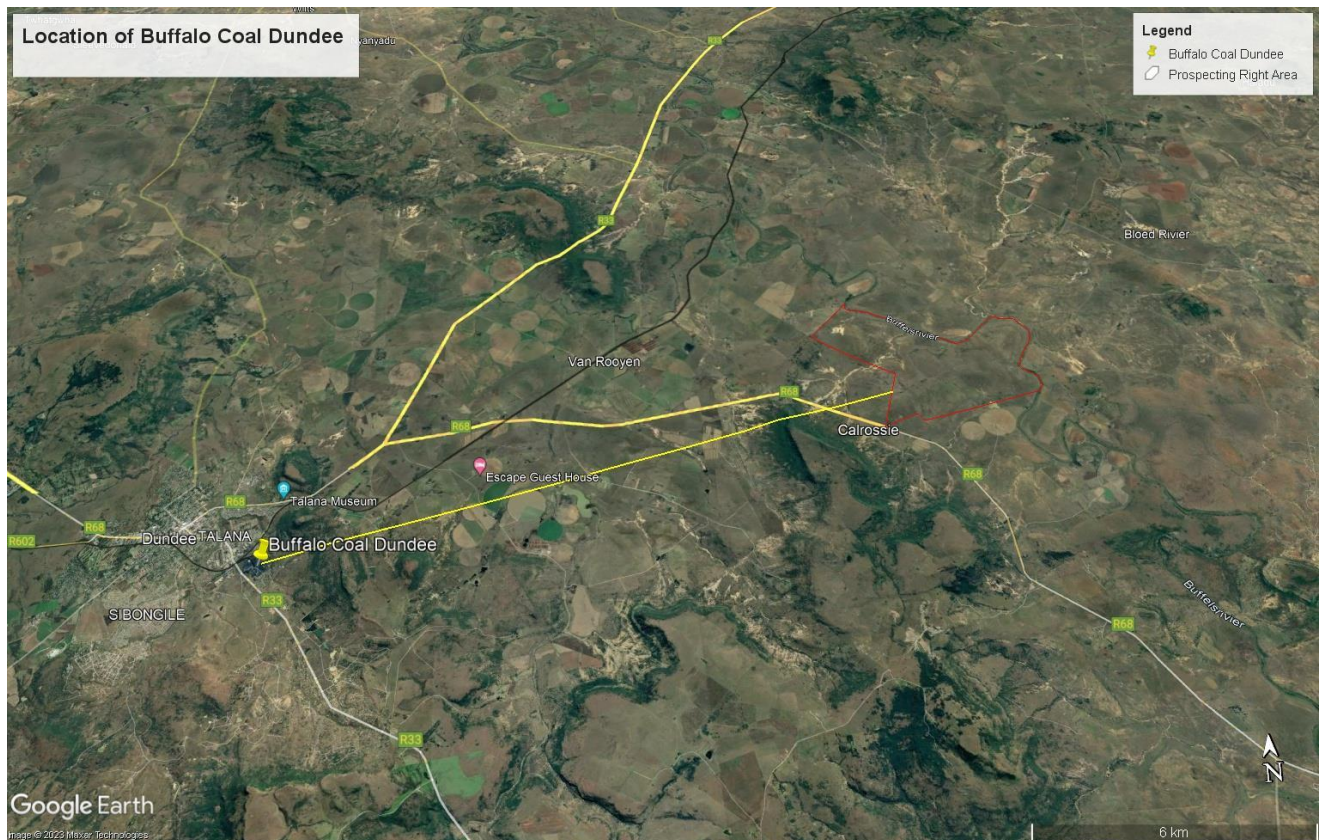 Location of Buffalo Coal Dundee
Legend
Buffalo Coal Dundee
Prospecting Right Area
R33
R33
Bloed Rivier
Buffelsrivier
Van Rooyen
R68
R68
Calrossie
Escape Guest House
R68
Talana Museum
R68
R68
R602
Dundee
TALANA
Buffalo Coal Dundee
R33
SIBONGILE
Buffelsrivier
R68
R33
N
Google Earth
Image © 2023 Maxar Technologies
6 km